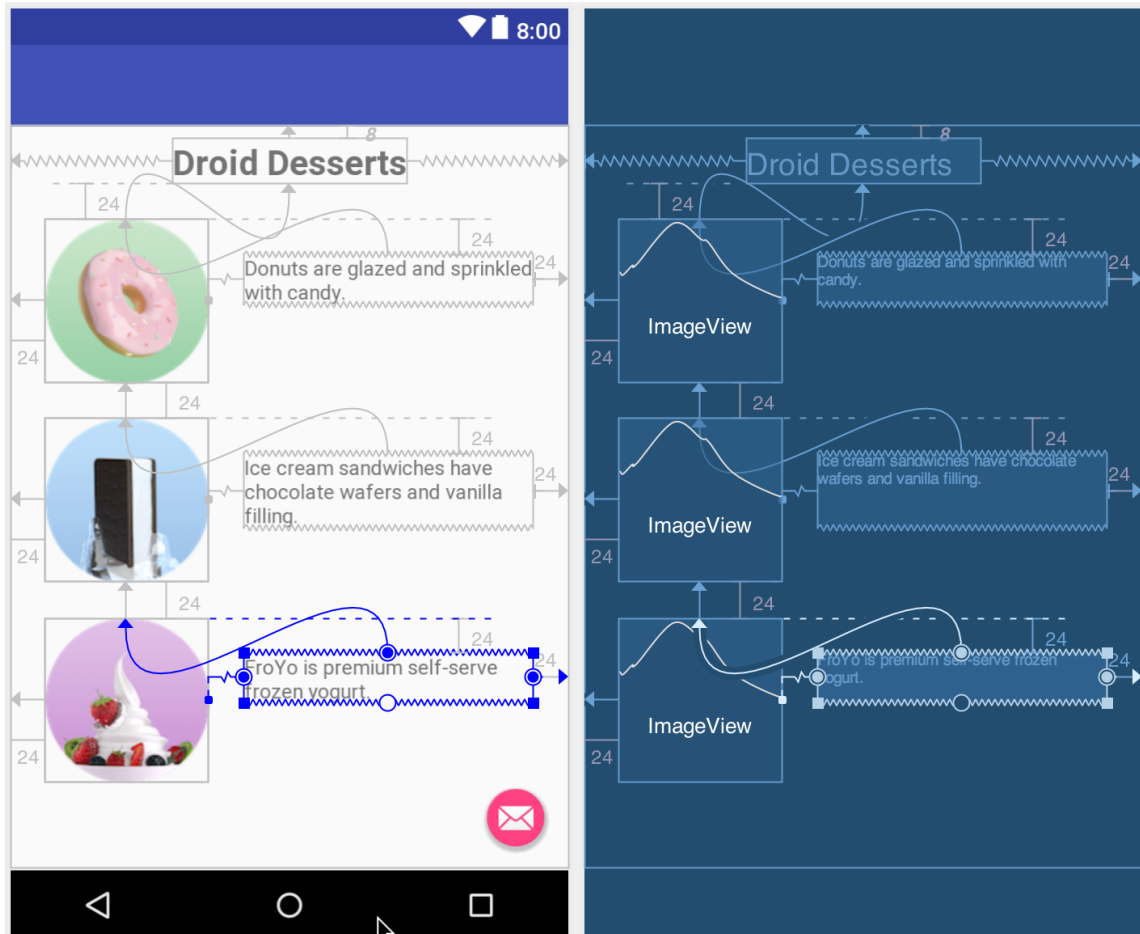 8:00
8
Droid Desserts
24
24
Donuts are glazed and sprinkled
with candy.
24
24
24
24
Ice cream sandwiches have
chocolate wafers and vanilla
filling.
24
24
24
24
FroYo is premium self-serve
frozen yogurt.
24
24
8
Droid Desserts
24
24
Donuts are glazed and sprinkled with
candy.
24
ImageView
24
24
24
Ice cream sandwiches have chocolate
wafers and vanilla filling.
24
ImageView
24
24
24
FroYo is premium self-serve frozen
yogurt.
24
ImageView
24